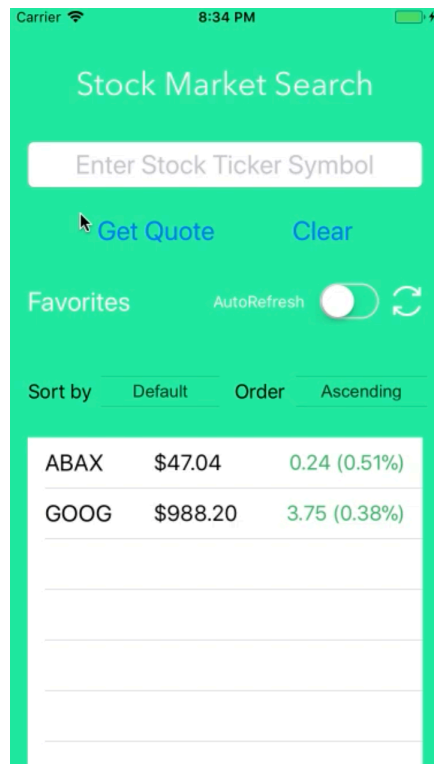 Carrier 8:34 PM
Stock Market Search
Enter Stock Ticker Symbol
Get Quote Clear
Favorites AutoRefresh
Sort by Default Order Ascending
ABAX $47.04 0.24 (0.51%)
GOOG $988.20 3.75 (0.38%)